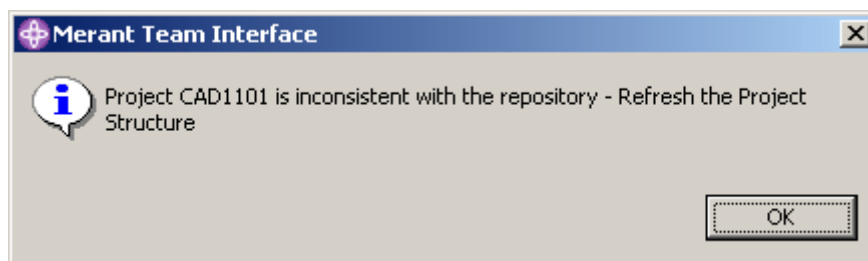 Merant Team Interface
Project CAD1101 is inconsistent with the repository - Refresh the Project
Structure
OK